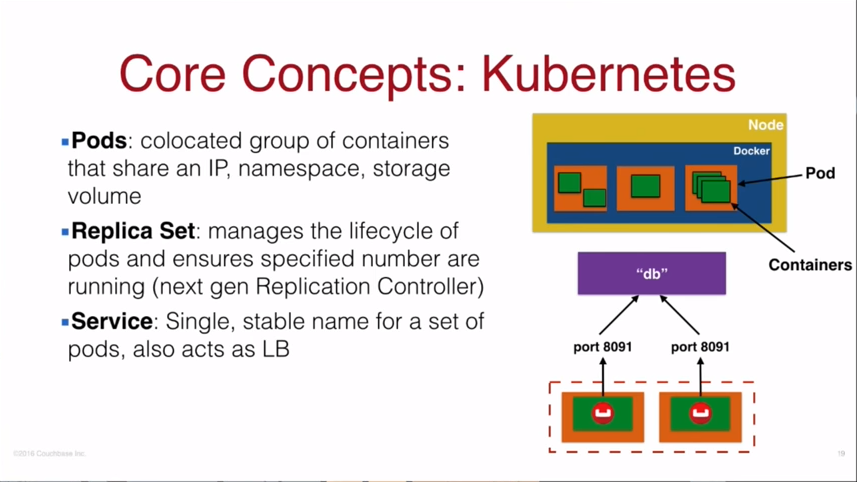 Core Concepts: Kubernetes
▪Pods: colocated group of containers
that share an IP, namespace, storage
volume
▪Replica Set: manages the lifecycle of
pods and ensures specified number are
running (next gen Replication Controller)
▪Service: Single, stable name for a set of
pods, also acts as LB
Node
Docker
Pod
Containers
“db”
port 8091
port 8091
©2016 Couchbase Inc.
19